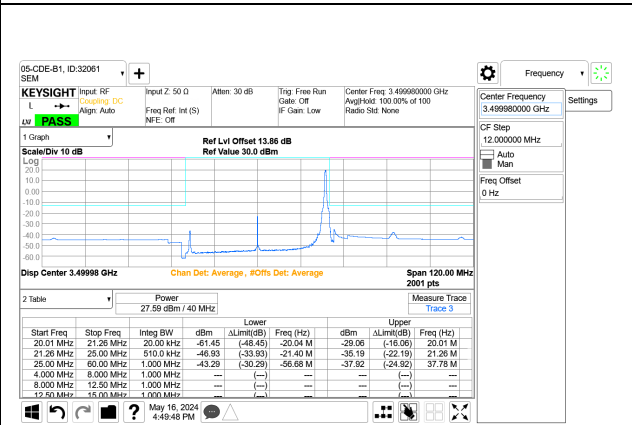 05-CDE-B1, ID:32061
SEM
Frequency
KEYSIGHT Input: RF Input Z: 50 Ω Atten: 30 dB Trig: Free Run Center Freq: 3.499980000 GHz
L Coupling: DC Gate: Off Avg|Hold: 100.00% of 100
Align: Auto Freq Ref: Int (S) IF Gain: Low Radio Std: None
PASS NFE: Off
Center Frequency
3.499980000 GHz
Settings
CF Step
12.000000 MHz
Auto
Man
Freq Offset
0 Hz
1 Graph
Ref Lvl Offset 13.86 dB
Scale/Div 10 dB Ref Value 30.0 dBm
Log
20.0
10.0
0.00
-10.0
-20.0
-30.0
-40.0
-50.0
-60.0
Disp Center 3.49998 GHz Chan Det: Average, #Offs Det: Average Span 120.00 MHz
2001 pts
2 Table Power Measure Trace
27.59 dBm / 40 MHz Trace 3
Lower Upper
Start Freq Stop Freq Integ BW dBm ΔLimit(dB) Freq (Hz) dBm ΔLimit(dB) Freq (Hz)
20.01 MHz 21.26 MHz 20.00 kHz -61.45 (-48.45) -20.04 M -29.06 (-16.06) 20.01 M
21.26 MHz 25.00 MHz 510.0 kHz -46.93 (-33.93) -21.40 M -35.19 (-22.19) 21.26 M
25.00 MHz 60.00 MHz 1.000 MHz -43.29 (-30.29) -56.68 M -37.92 (-24.92) 37.78 M
4.000 MHz 8.000 MHz 1.000 MHz --- (---) --- --- (---) ---
8.000 MHz 12.50 MHz 1.000 MHz --- (---) --- --- (---) ---
12.50 MHz 15.00 MHz 1.000 MHz --- (---) --- --- (---) ---
May 16, 2024
4:49:48 PM